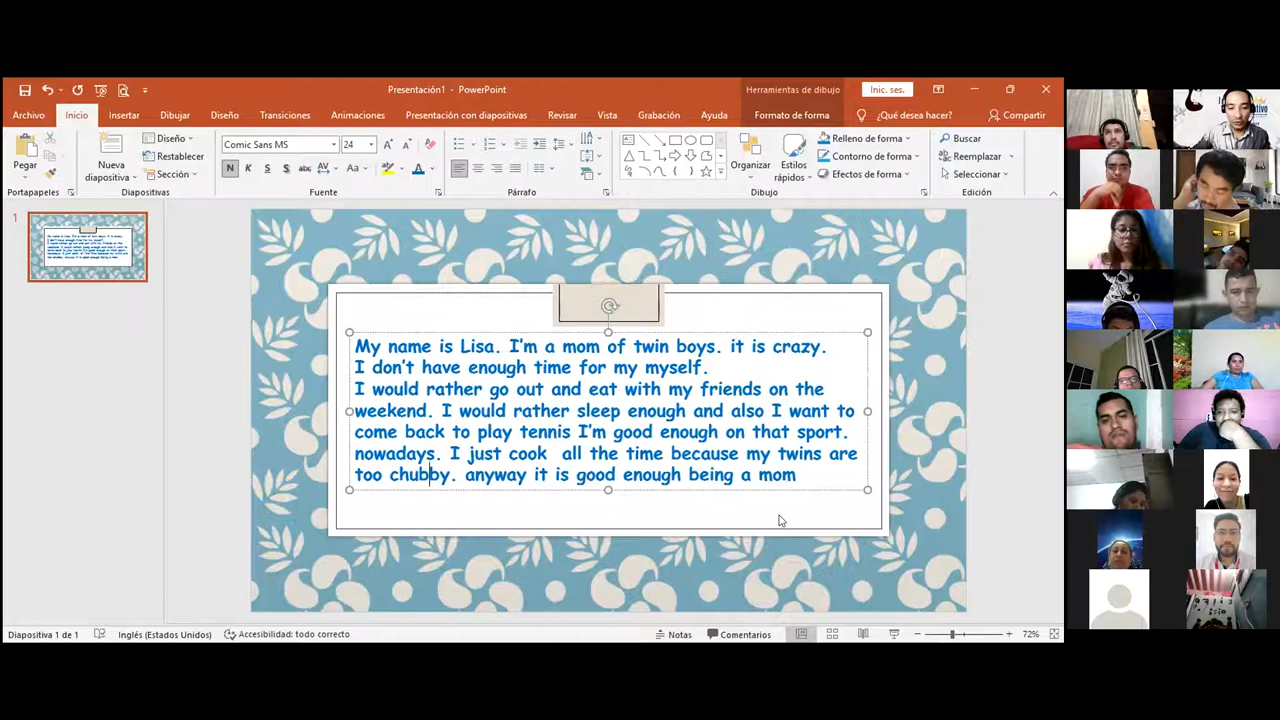 Presentación1 - PowerPoint
Herramientas de dibujo
Inic. ses.
Archivo Inicio Insertar Dibujar Diseño Transiciones Animaciones Presentación con diapositivas Revisar Vista Grabación Ayuda Formato de forma ¿Qué desea hacer? Compartir
Pegar
Nueva diapositiva
Diseño
Restablecer
Sección
Comic Sans MS 24
N K S S abc AV Aa A
Organizar
Estilos rápidos
Relleno de forma
Contorno de forma
Efectos de forma
Buscar
Reemplazar
Seleccionar
Portapapeles Diapositivas Fuente Párrafo Dibujo Edición
1
My name is Lisa. I'm a mom of twin boys. it is crazy.
I don't have enough time for my myself.
I would rather go out and eat with my friends on the
weekend. I would rather sleep enough and also I want to
come back to play tennis I'm good enough on that sport.
nowadays. I just cook all the time because my twins are
too chubby. anyway it is good enough being a mom
Diapositiva 1 de 1 Inglés (Estados Unidos) Accesibilidad: todo correcto Notas Comentarios 72%